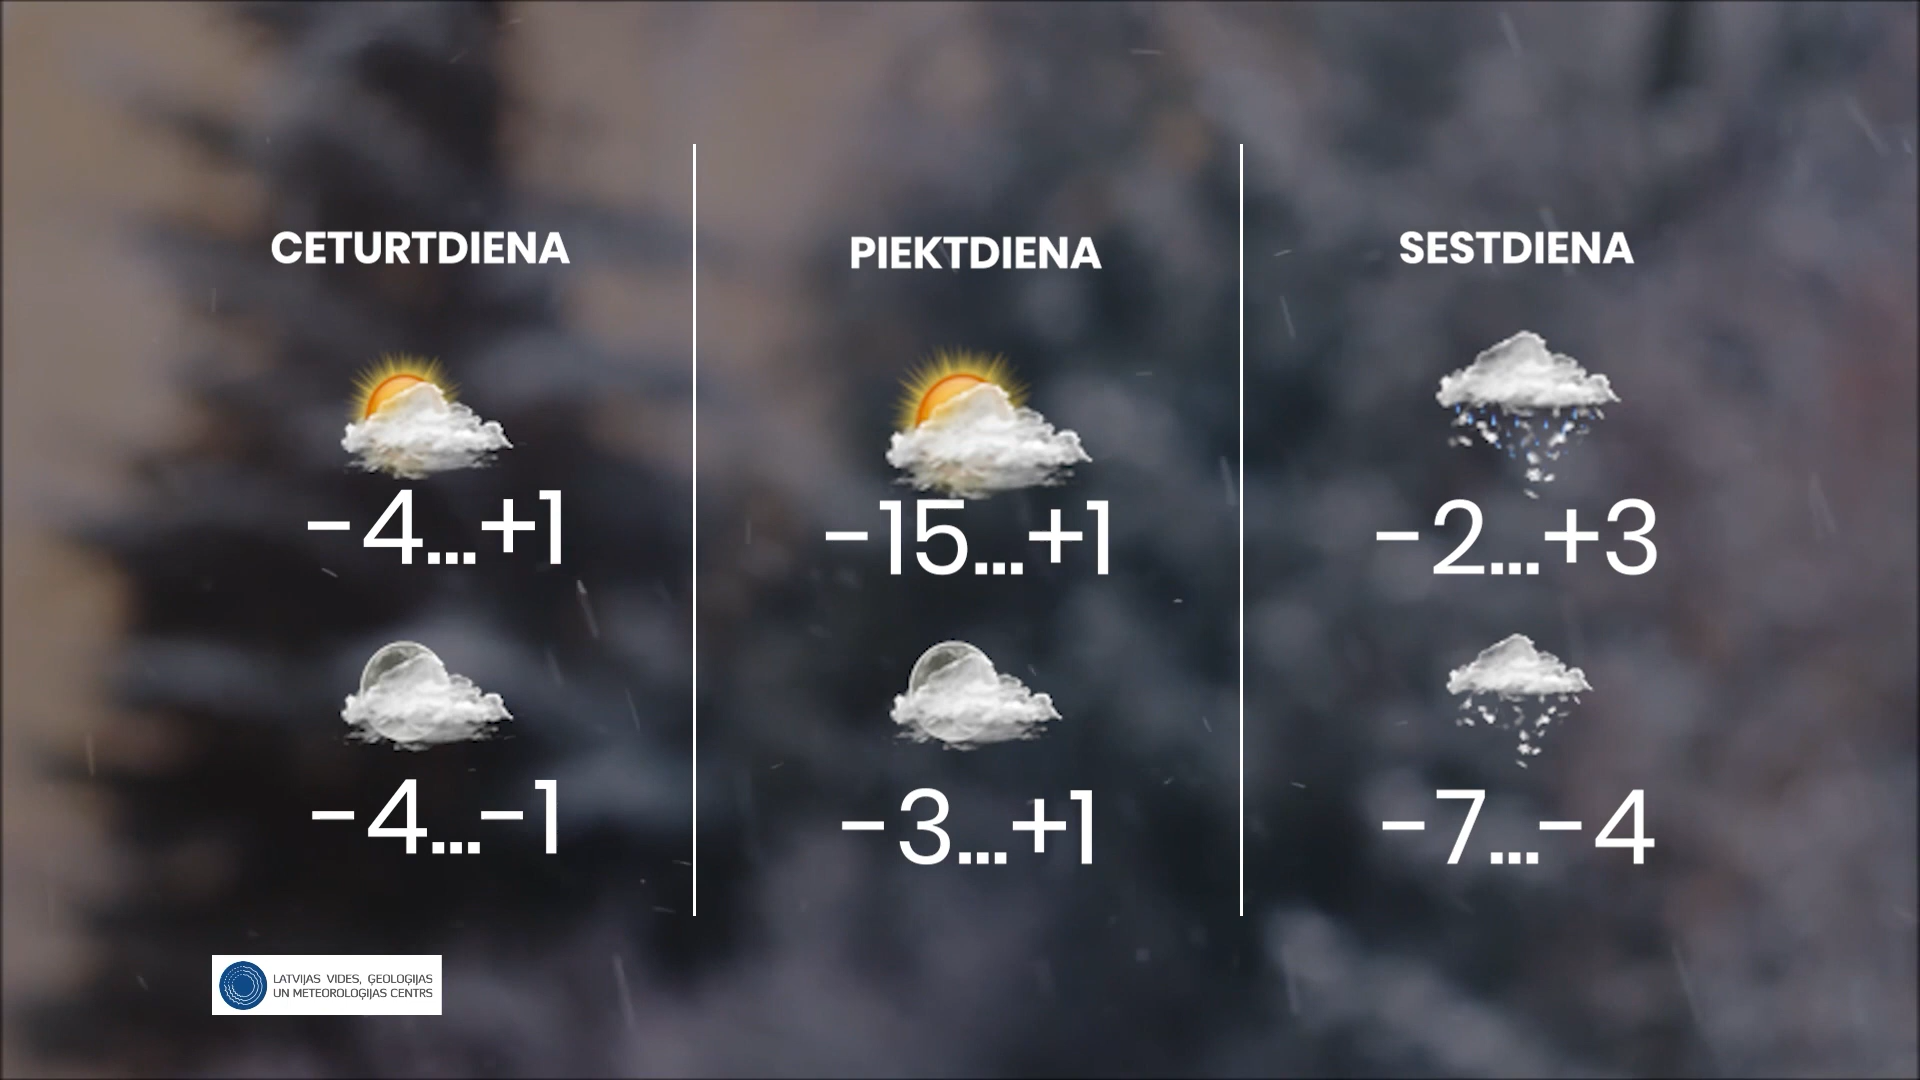 CETURTDIENA
-4...+1
-4...-1
PIEKTDIENA
-15...+1
-3...+1
SESTDIENA
-2...+3
-7...-4
LATVIJAS VIDES, ĢEOLOĢIJAS
UN METEOROLOĢIJAS CENTRS